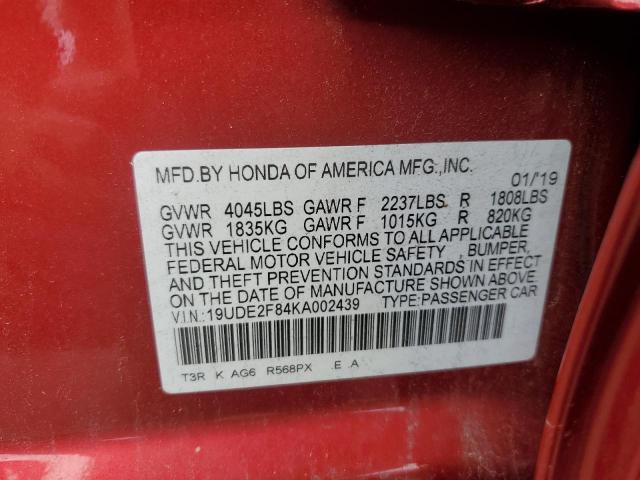 MFD.BY HONDA OF AMERICA MFG.,INC. 01/'19
GVWR 4045LBS GAWR F 2237LBS R 1808LBS
GVWR 1835KG GAWR F 1015KG R 820KG
THIS VEHICLE CONFORMS TO ALL APPLICABLE
FEDERAL MOTOR VEHICLE SAFETY , BUMPER,
AND THEFT PREVENTION STANDARDS IN EFFECT
ON THE DATE OF MANUFACTURE SHOWN ABOVE.
V.I.N.:19UDE2F84KA002439 TYPE:PASSENGER CAR
T3R K AG6 R568PX .E .A